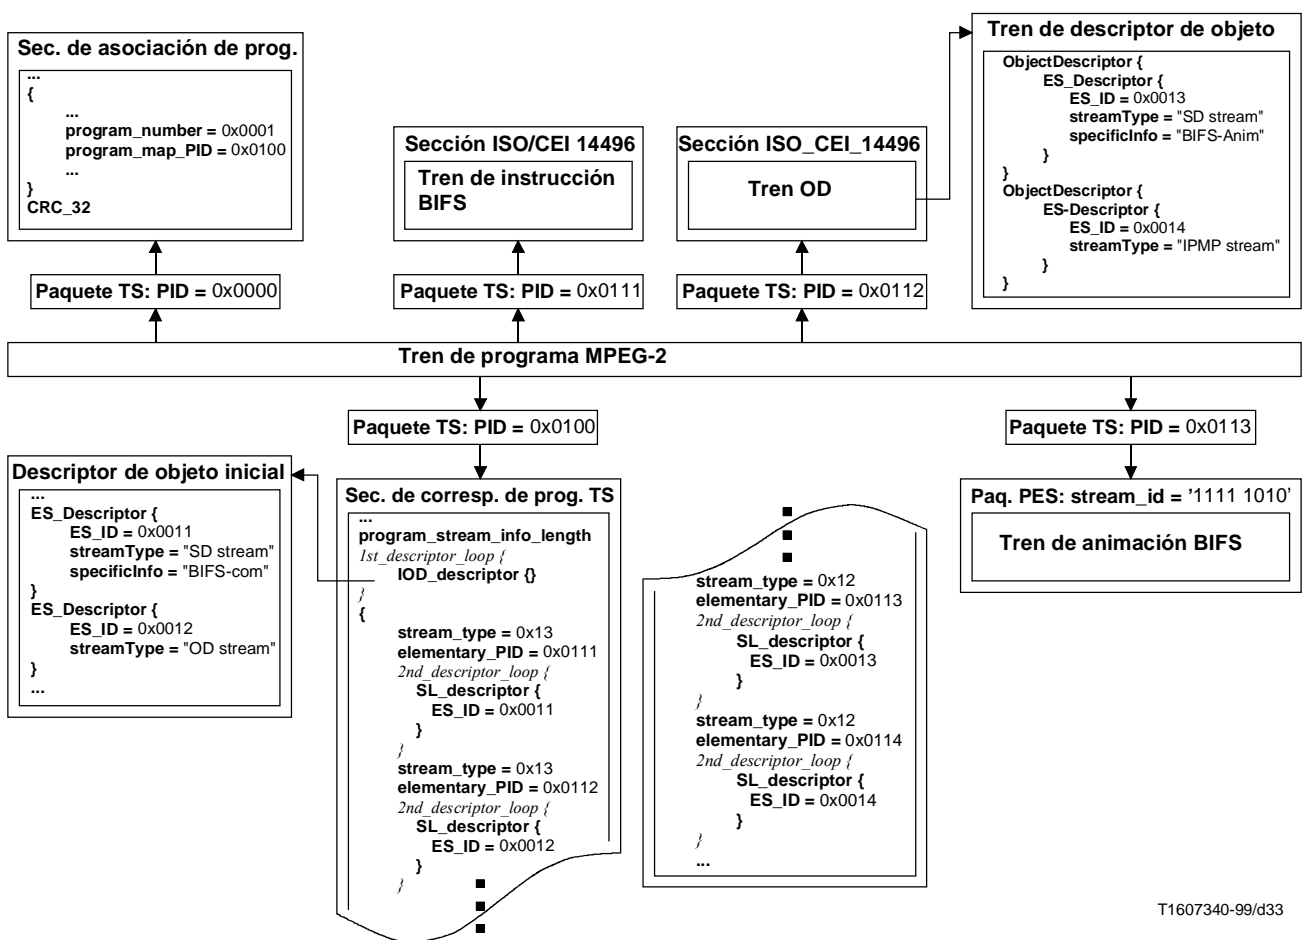 Sec. de asociación de prog.
...
{
...
program_number = 0x0001
program_map_PID = 0x0100
...
}
CRC_32
Paquete TS: PID = 0x0000
Sección ISO/CEI 14496
Tren de instrucción
BIFS
Paquete TS: PID = 0x0111
Sección ISO_CEI_14496
Tren OD
Paquete TS: PID = 0x0112
Tren de descriptor de objeto
ObjectDescriptor {
ES_Descriptor {
ES_ID = 0x0013
streamType = "SD stream"
specificInfo = "BIFS-Anim"
}
}
ObjectDescriptor {
ES-Descriptor {
ES_ID = 0x0014
streamType = "IPMP stream"
}
}
Tren de programa MPEG-2
Paquete TS: PID = 0x0100
Paquete TS: PID = 0x0113
Descriptor de objeto inicial
...
ES_Descriptor {
ES_ID = 0x0011
streamType = "SD stream"
specificInfo = "BIFS-com"
}
ES_Descriptor {
ES_ID = 0x0012
streamType = "OD stream"
}
...
Sec. de corresp. de prog. TS
...
program_stream_info_length
1st_descriptor_loop {
IOD_descriptor {}
}
{
stream_type = 0x13
elementary_PID = 0x0111
2nd_descriptor_loop {
SL_descriptor {
ES_ID = 0x0011
}
}
stream_type = 0x13
elementary_PID = 0x0112
2nd_descriptor_loop {
SL_descriptor {
ES_ID = 0x0012
}
}
stream_type = 0x12
elementary_PID = 0x0113
2nd_descriptor_loop {
SL_descriptor {
ES_ID = 0x0013
}
}
stream_type = 0x12
elementary_PID = 0x0114
2nd_descriptor_loop {
SL_descriptor {
ES_ID = 0x0014
}
}
...
Paq. PES: stream_id = '1111 1010'
Tren de animación BIFS
T1607340-99/d33